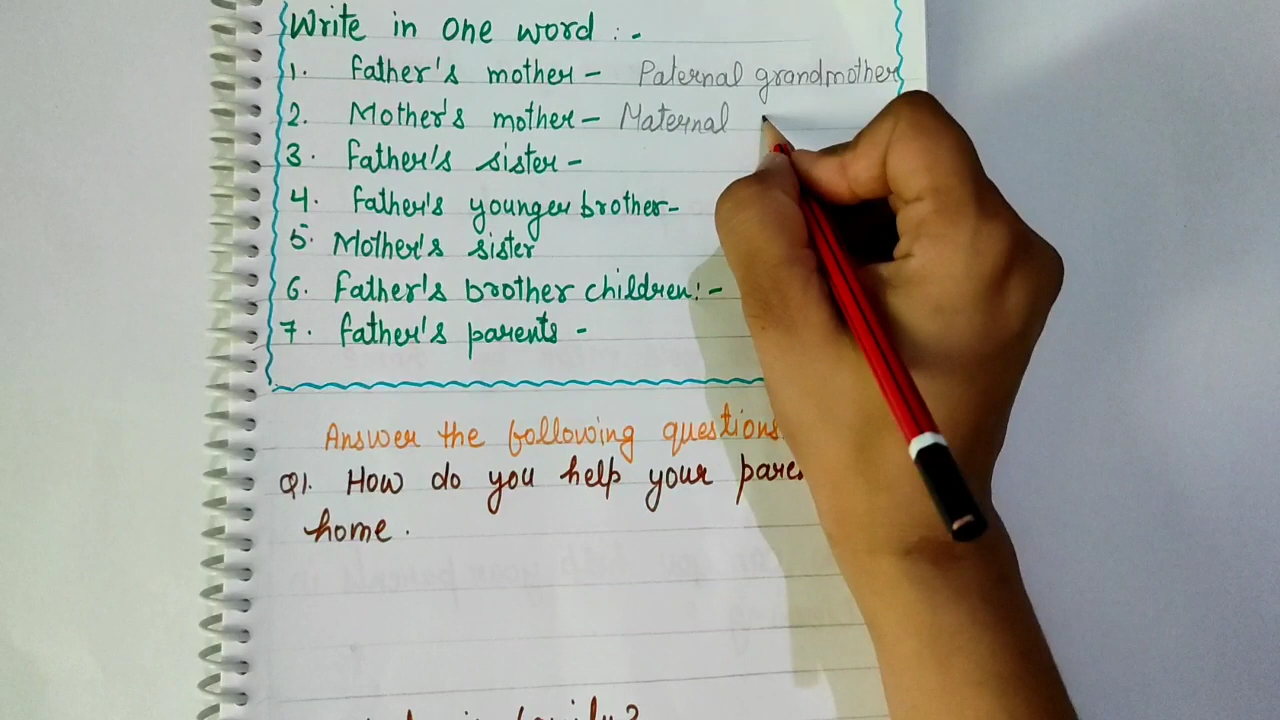 Write in one word :-
1. Father's mother - Paternal grandmother
2. Mother's mother - Maternal
3. Father's sister -
4. Father's younger brother-
5. Mother's sister
6. Father's brother children:-
7. Father's parents -
Answer the following questions.
Q1. How do you help your
home.
family?